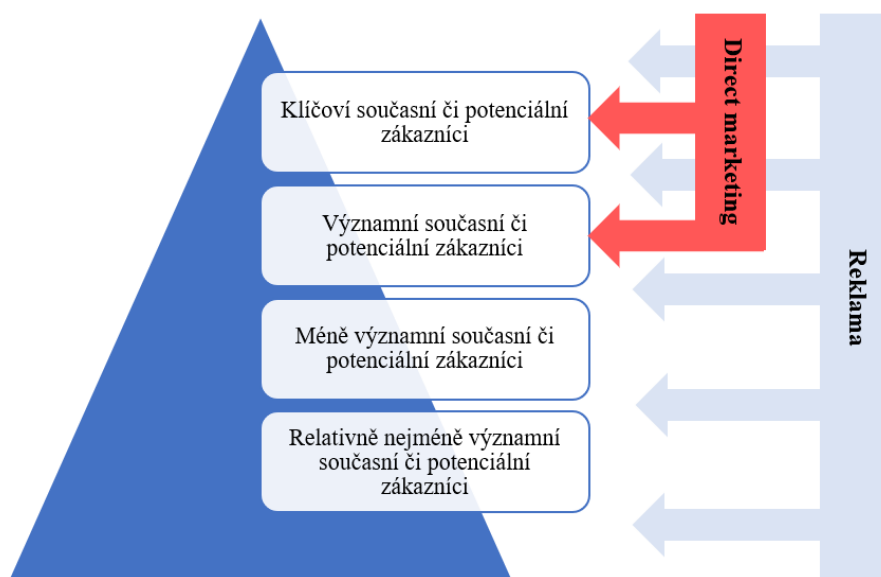 Klíčoví současní či potenciální
zákazníci
Významní současní či
potenciální zákazníci
Méně významní současní či
potenciální zákazníci
Relativně nejméně významní
současní či potenciální
zákazníci
Direct marketing
Reklama